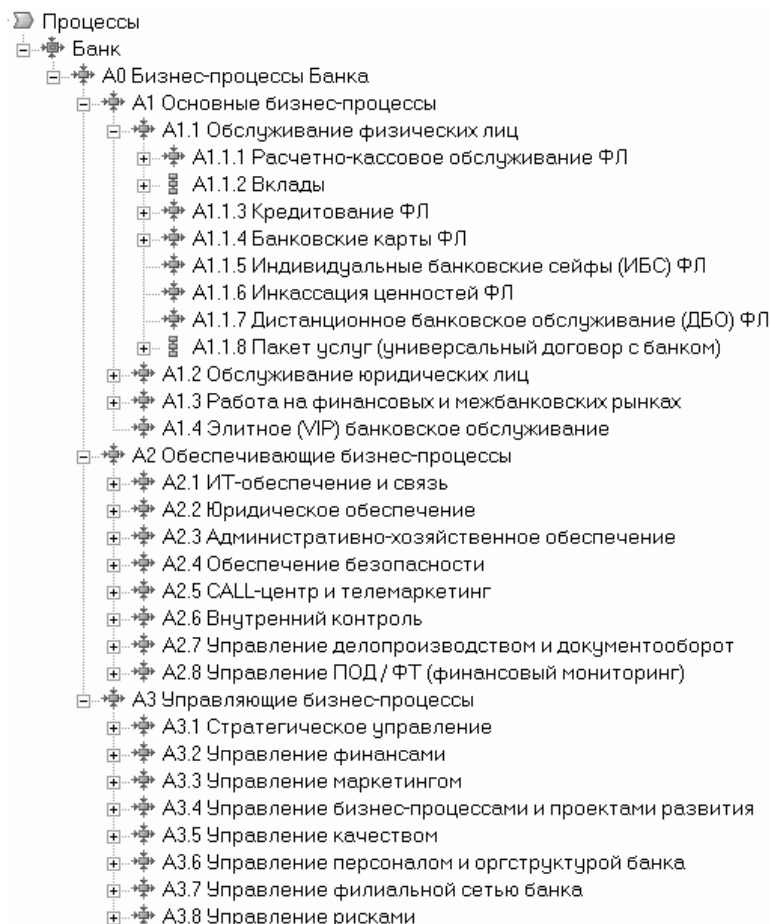 Процессы
Банк
А0 Бизнес-процессы Банка
А1 Основные бизнес-процессы
А1.1 Обслуживание физических лиц
А1.1.1 Расчетно-кассовое обслуживание ФЛ
А1.1.2 Вклады
А1.1.3 Кредитование ФЛ
А1.1.4 Банковские карты ФЛ
А1.1.5 Индивидуальные банковские сейфы (ИБС) ФЛ
А1.1.6 Инкассация ценностей ФЛ
А1.1.7 Дистанционное банковское обслуживание (ДБО) ФЛ
А1.1.8 Пакет услуг (универсальный договор с банком)
А1.2 Обслуживание юридических лиц
А1.3 Работа на финансовых и межбанковских рынках
А1.4 Элитное (VIP) банковское обслуживание
А2 Обеспечивающие бизнес-процессы
А2.1 ИТ-обеспечение и связь
А2.2 Юридическое обеспечение
А2.3 Административно-хозяйственное обеспечение
А2.4 Обеспечение безопасности
А2.5 CALL-центр и телемаркетинг
А2.6 Внутренний контроль
А2.7 Управление делопроизводством и документооборот
А2.8 Управление ПОД / ФТ (финансовый мониторинг)
А3 Управляющие бизнес-процессы
А3.1 Стратегическое управление
А3.2 Управление финансами
А3.3 Управление маркетингом
А3.4 Управление бизнес-процессами и проектами развития
А3.5 Управление качеством
А3.6 Управление персоналом и оргструктурой банка
А3.7 Управление филиальной сетью банка
А3.8 Управление рисками